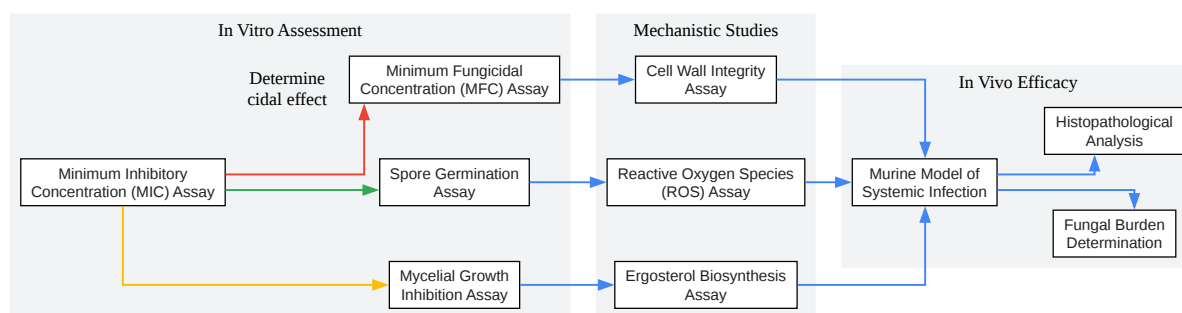 In Vitro Assessment
Determine
cidal effect
Minimum Fungicidal
Concentration (MFC) Assay
Minimum Inhibitory
Concentration (MIC) Assay
Spore Germination
Assay
Mycelial Growth
Inhibition Assay
Mechanistic Studies
Cell Wall Integrity
Assay
Reactive Oxygen Species
(ROS) Assay
Ergosterol Biosynthesis
Assay
In Vivo Efficacy
Histopathological
Analysis
Murine Model of
Systemic Infection
Fungal Burden
Determination